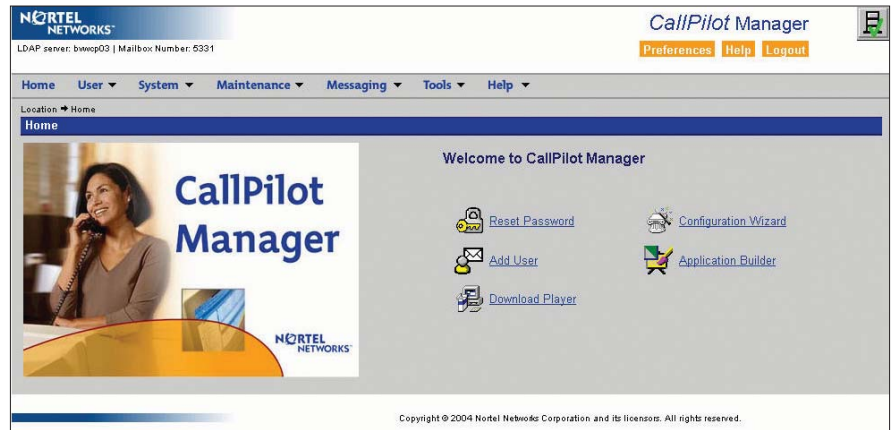 NORTEL
NETWORKS™
CallPilot Manager
LDAP server: bwwcp03 | Mailbox Number: 5331
Preferences Help Logout
Home User System Maintenance Messaging Tools Help
Location Home
Home
CallPilot
Manager
NORTEL
NETWORKS™
Welcome to CallPilot Manager
Reset Password
Configuration Wizard
Add User
Application Builder
Download Player
Copyright © 2004 Nortel Networks Corporation and its licensors. All rights reserved.